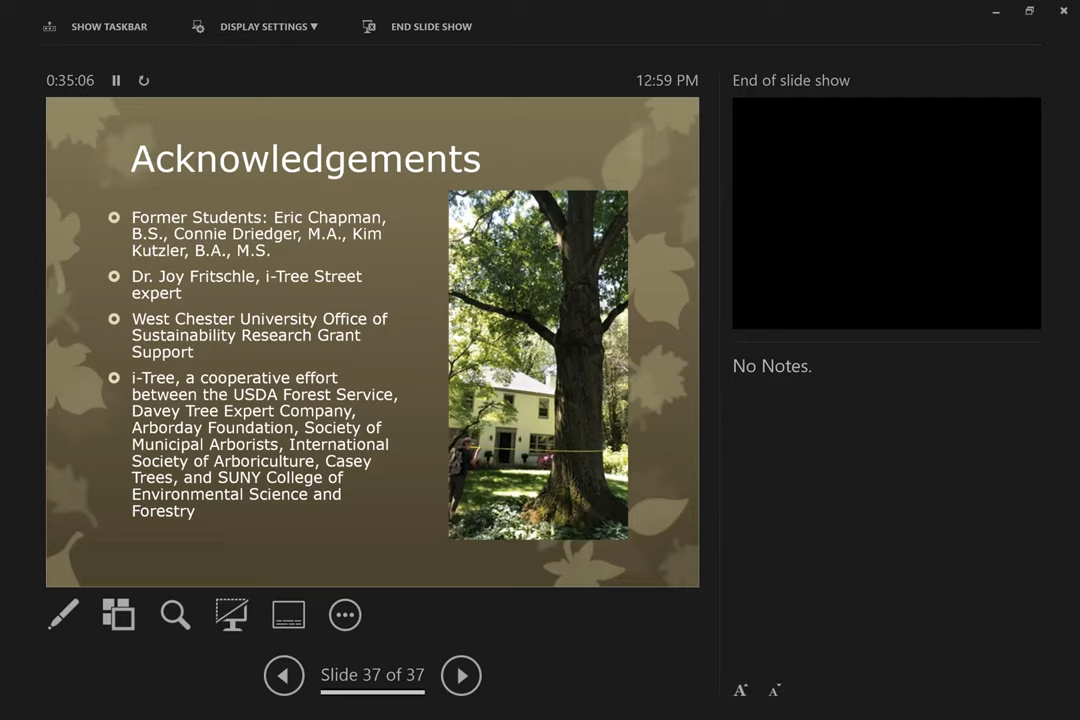 SHOW TASKBAR
DISPLAY SETTINGS ▼
END SLIDE SHOW
0:35:06
12:59 PM
End of slide show
Acknowledgements
Former Students: Eric Chapman,
B.S., Connie Driedger, M.A., Kim
Kutzler, B.A., M.S.
Dr. Joy Fritschle, i-Tree Street
expert
West Chester University Office of
Sustainability Research Grant
Support
i-Tree, a cooperative effort
between the USDA Forest Service,
Davey Tree Expert Company,
Arborday Foundation, Society of
Municipal Arborists, International
Society of Arboriculture, Casey
Trees, and SUNY College of
Environmental Science and
Forestry
No Notes.
Slide 37 of 37
A A